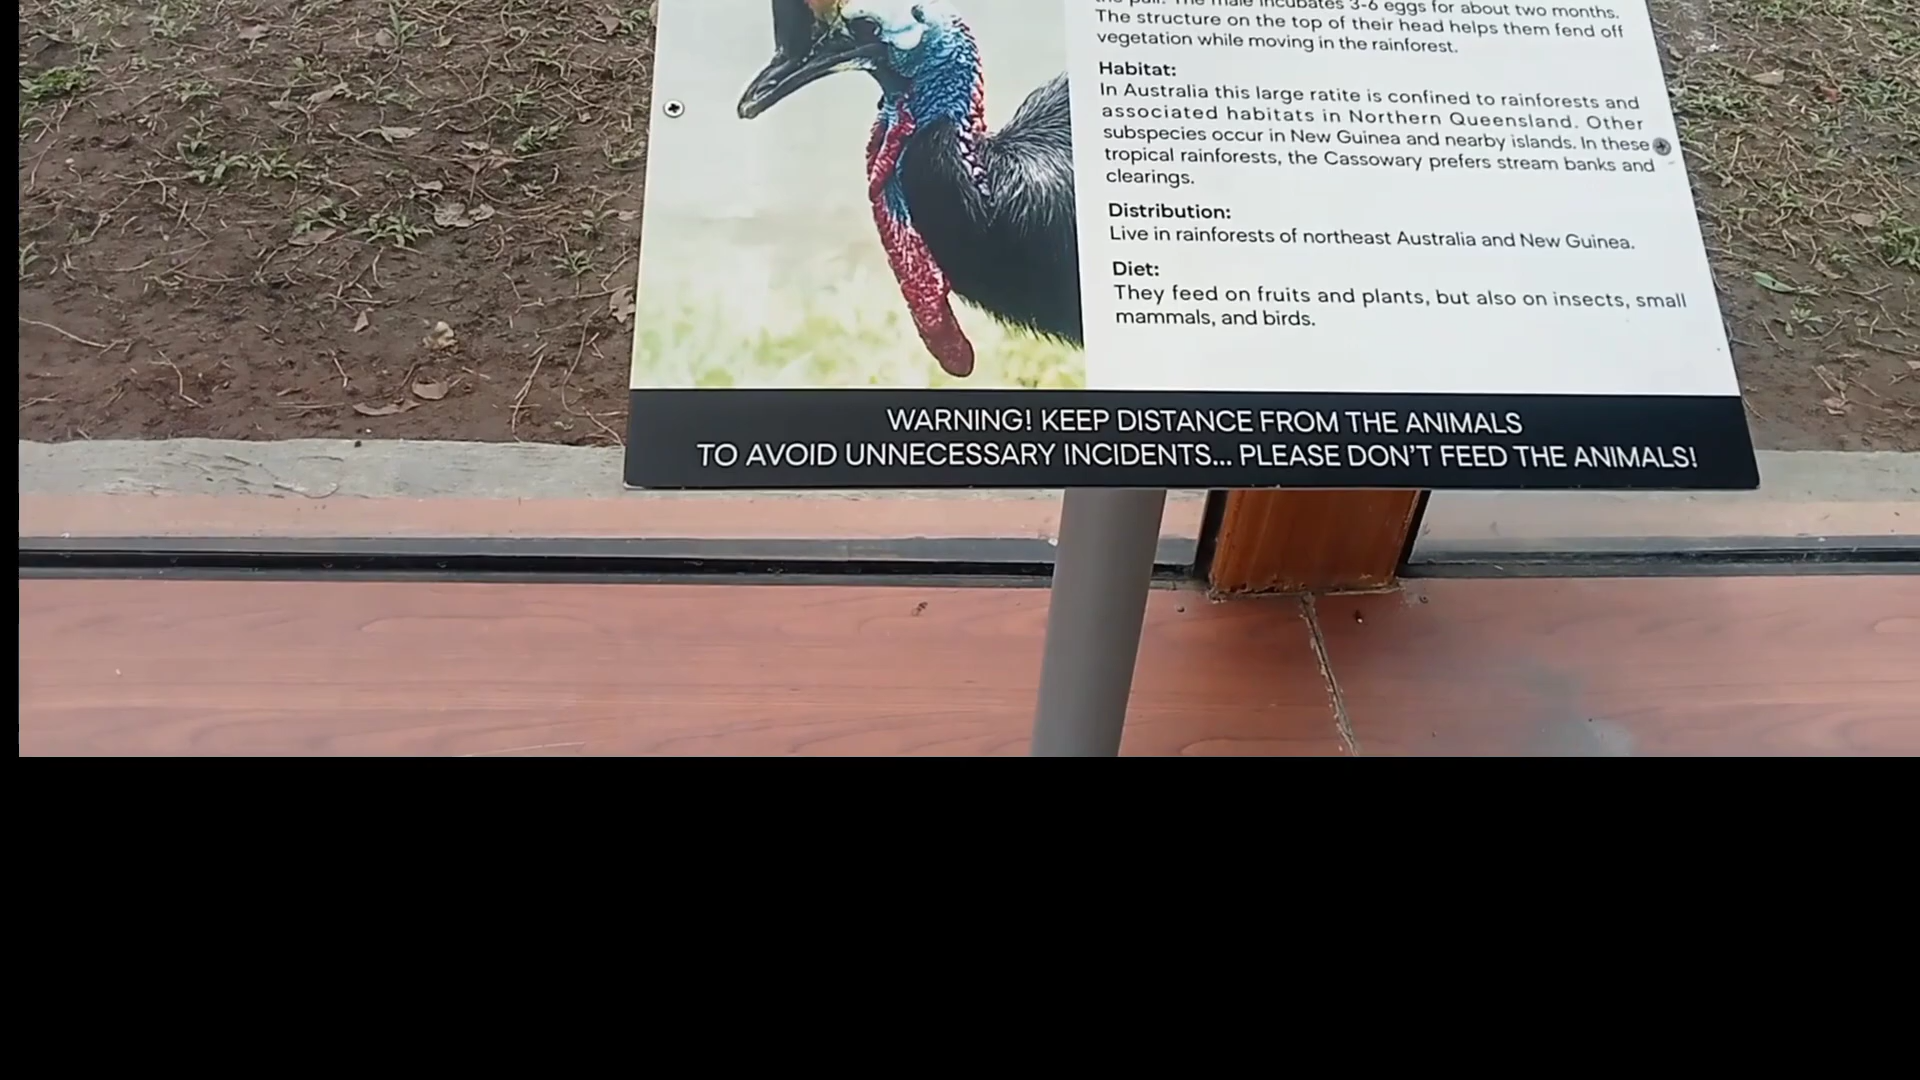 the pair. The male incubates 3-6 eggs for about two months.
The structure on the top of their head helps them fend off
vegetation while moving in the rainforest.
Habitat:
In Australia this large ratite is confined to rainforests and
associated habitats in Northern Queensland. Other
subspecies occur in New Guinea and nearby islands. In these
tropical rainforests, the Cassowary prefers stream banks and
clearings.
Distribution:
Live in rainforests of northeast Australia and New Guinea.
Diet:
They feed on fruits and plants, but also on insects, small
mammals, and birds.
WARNING! KEEP DISTANCE FROM THE ANIMALS
TO AVOID UNNECESSARY INCIDENTS... PLEASE DON'T FEED THE ANIMALS!